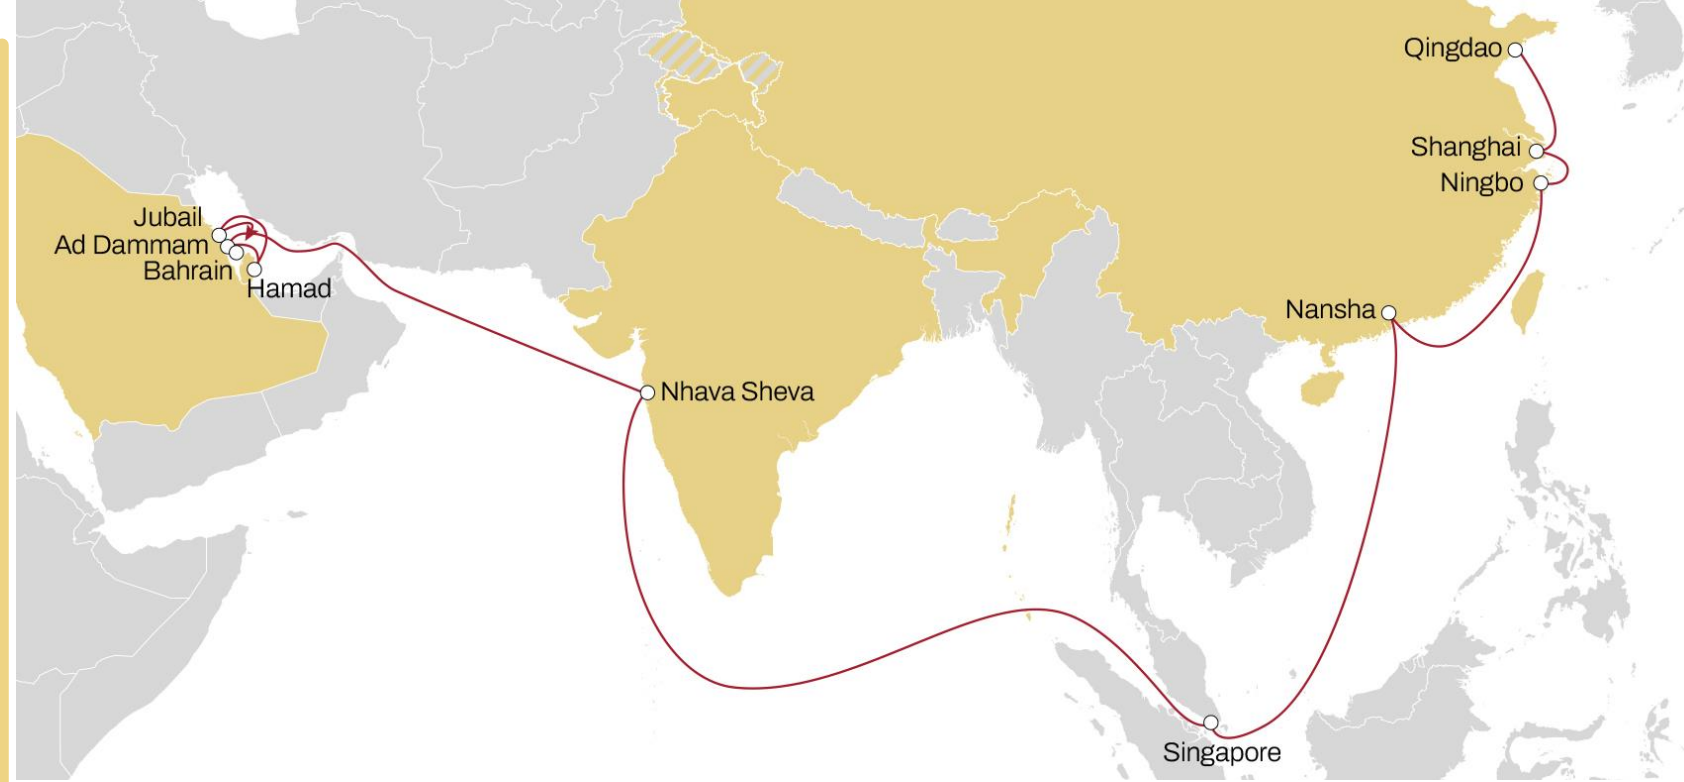 Qingdao
Shanghai
Ningbo
Jubail
Ad Dammam
Bahrain
Hamad
Nansha
Nhava Sheva
Singapore